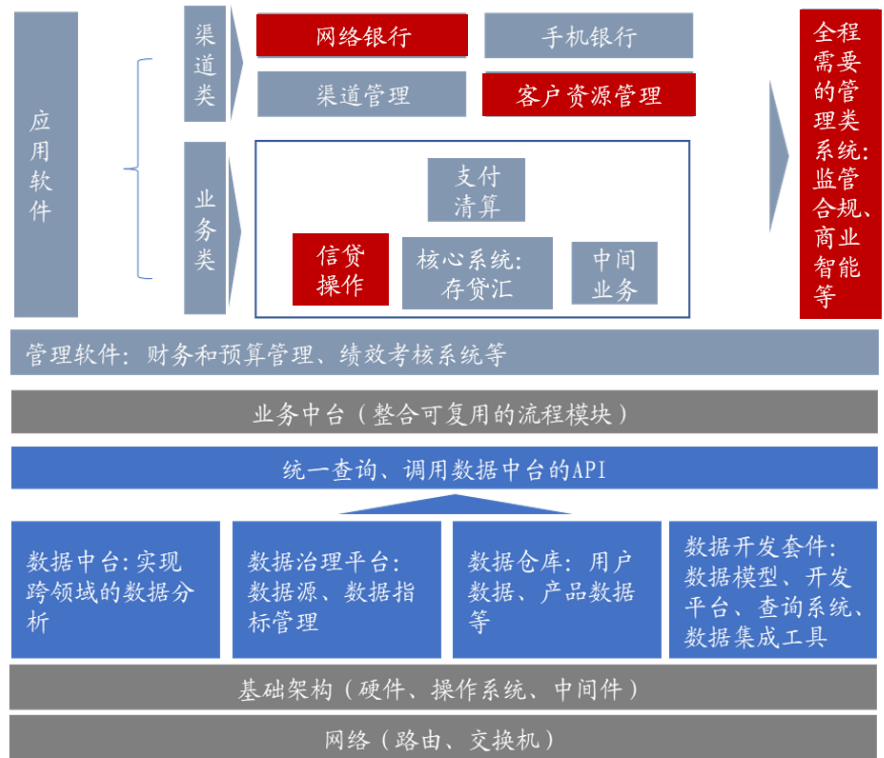 应用软件
渠道类
网络银行
手机银行
渠道管理
客户资源管理
业务类
支付
清算
信贷
操作
核心系统：
存贷汇
中间
业务
全程
需要
的管
理类
系统：
监管
合规、
商业
智能
等
管理软件：财务和预算管理、绩效考核系统等
业务中台（整合可复用的流程模块）
统一查询、调用数据中台的API
数据中台：实现
跨领域的数据分
析
数据治理平台：
数据源、数据指
标管理
数据仓库：用户
数据、产品数据
等
数据开发套件：
数据模型、开发
平台、查询系统、
数据集成工具
基础架构（硬件、操作系统、中间件）
网络（路由、交换机）